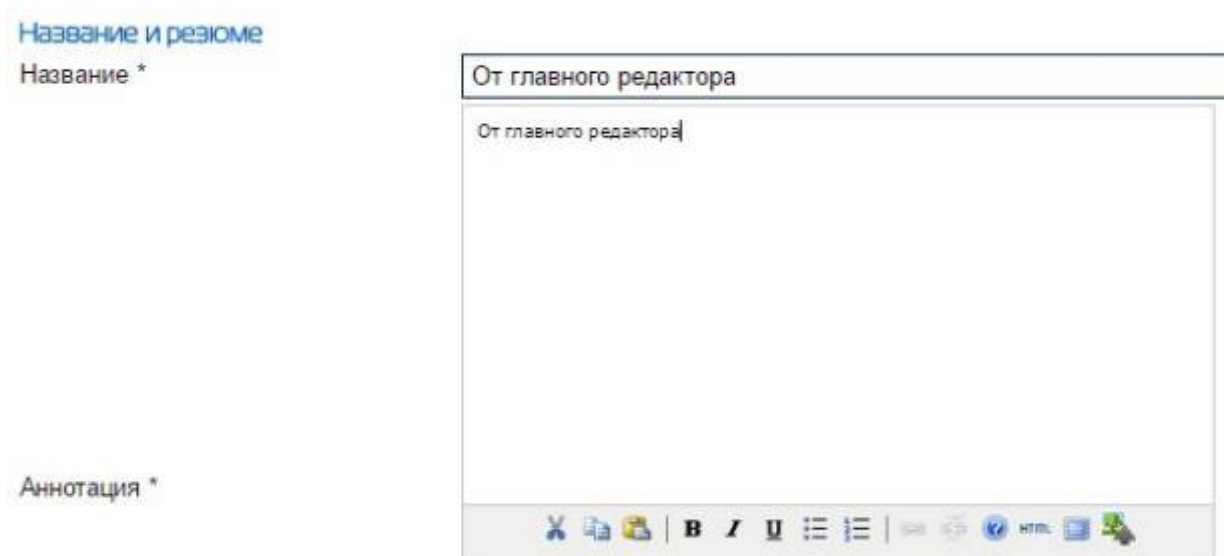 Название и резюме
Название *
От главного редактора
От главного редактора
Аннотация *
B I U HTML